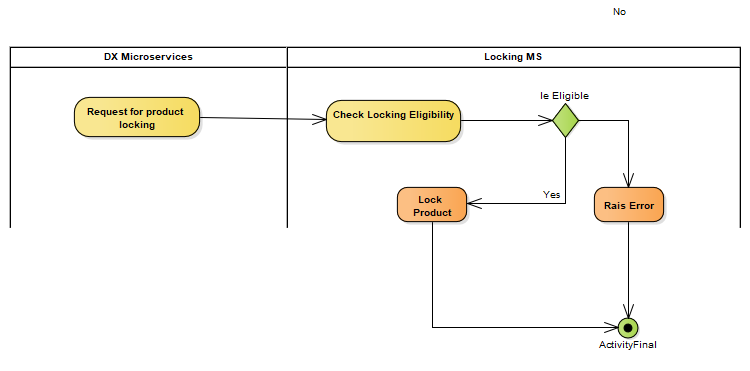 No
DX Microservices
Locking MS
Ie Eligible
Request for product
locking
Check Locking Eligibility
Yes
Lock
Product
Rais Error
ActivityFinal